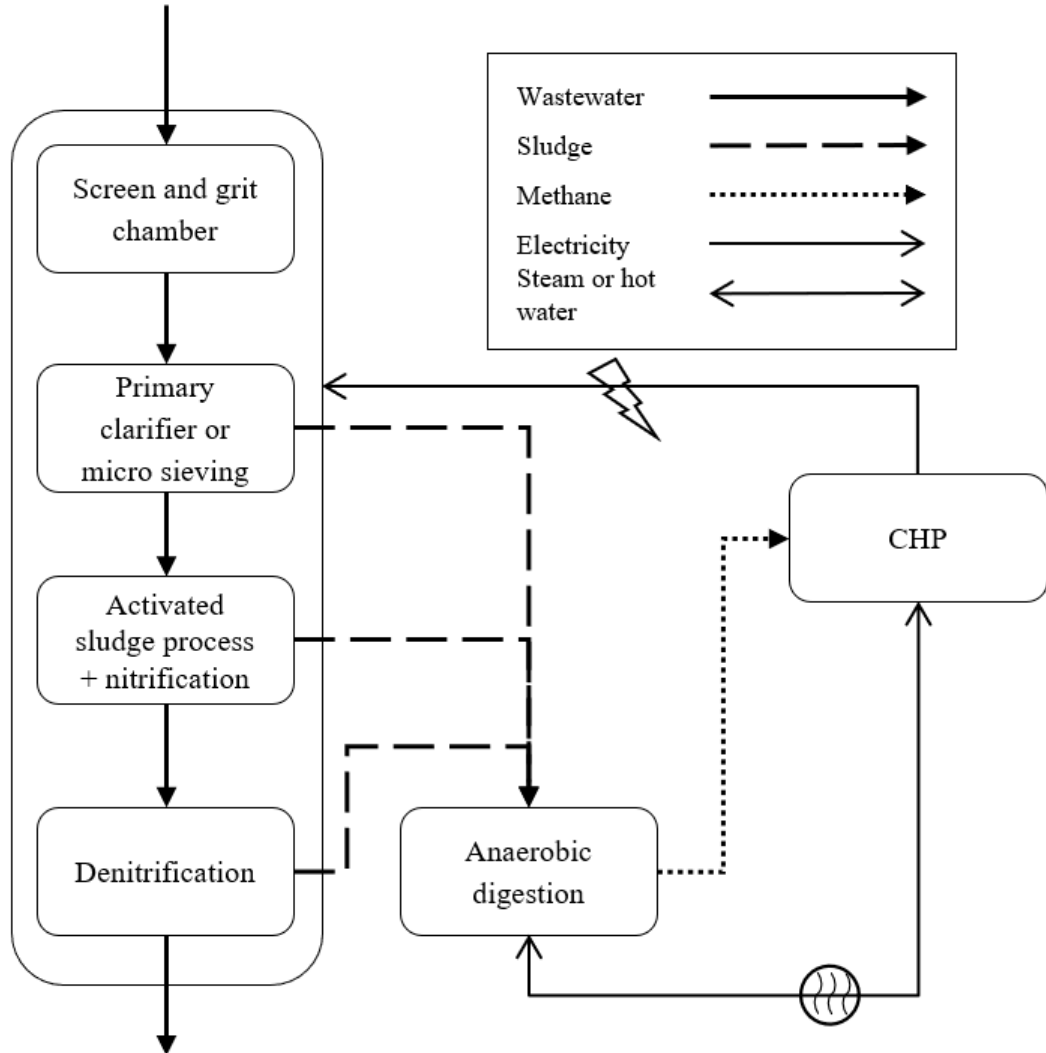 Screen and grit
chamber
Primary
clarifier or
micro sieving
Activated
sludge process
+ nitrification
Denitrification
Wastewater
Sludge
Methane
Electricity
Steam or hot
water
CHP
Anaerobic
digestion